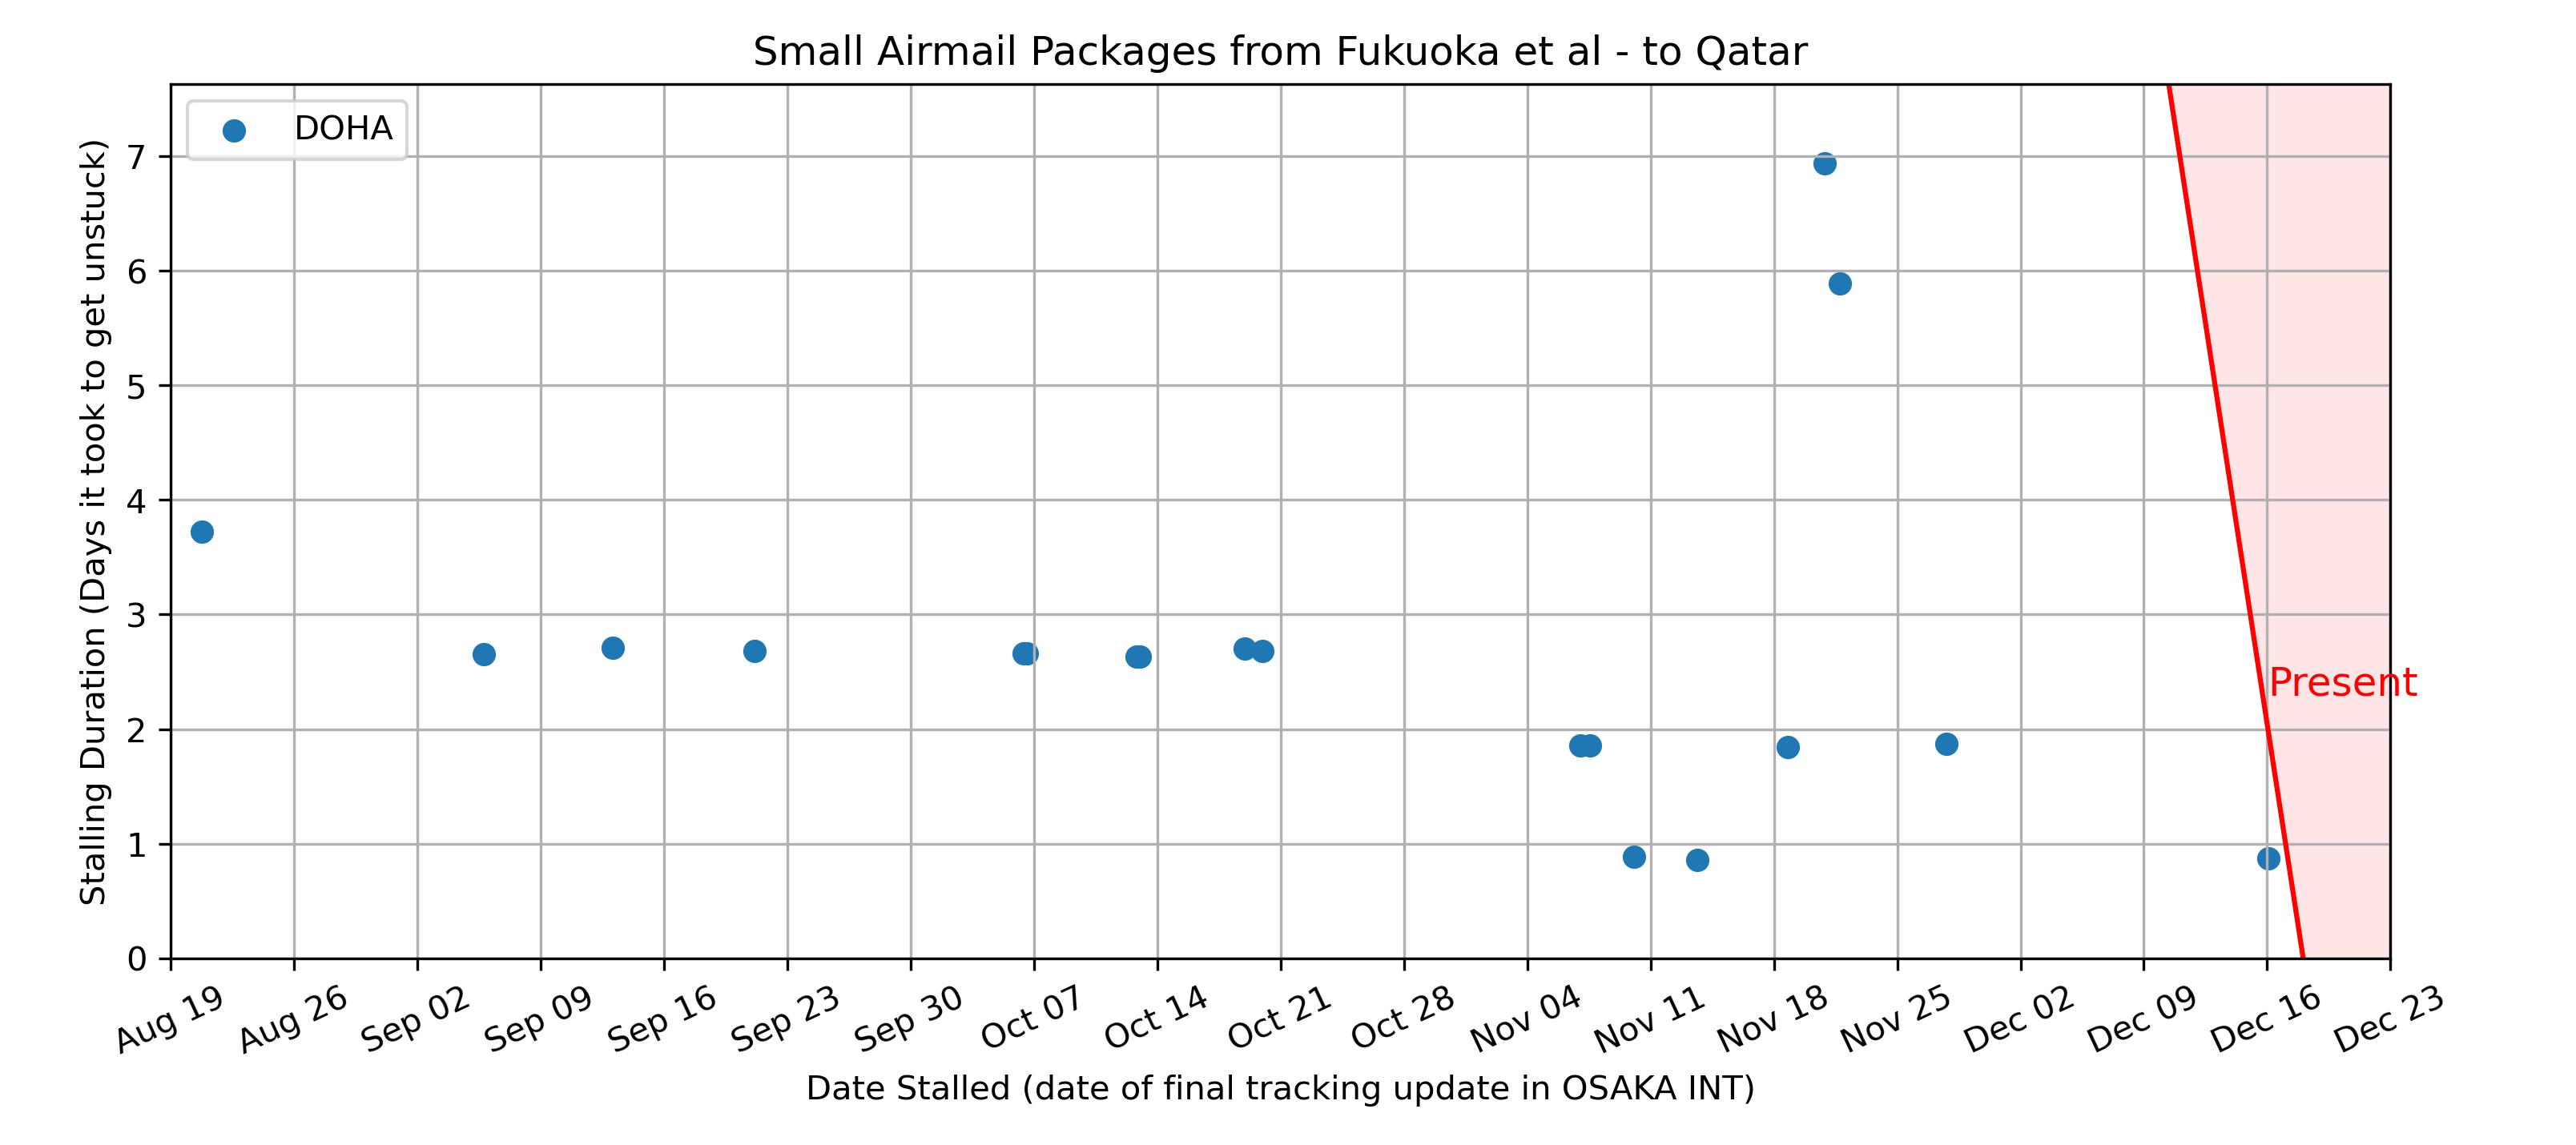 Small Airmail Packages from Fukuoka et al - to Qatar
DOHA
Stalling Duration (Days it took to get unstuck)
7
6
5
4
3
2
1
0
Present
Aug 19
Aug 26
Sep 02
Sep 09
Sep 16
Sep 23
Sep 30
Oct 07
Oct 14
Oct 21
Oct 28
Nov 04
Nov 11
Nov 18
Nov 25
Dec 02
Dec 09
Dec 16
Dec 23
Date Stalled (date of final tracking update in OSAKA INT)